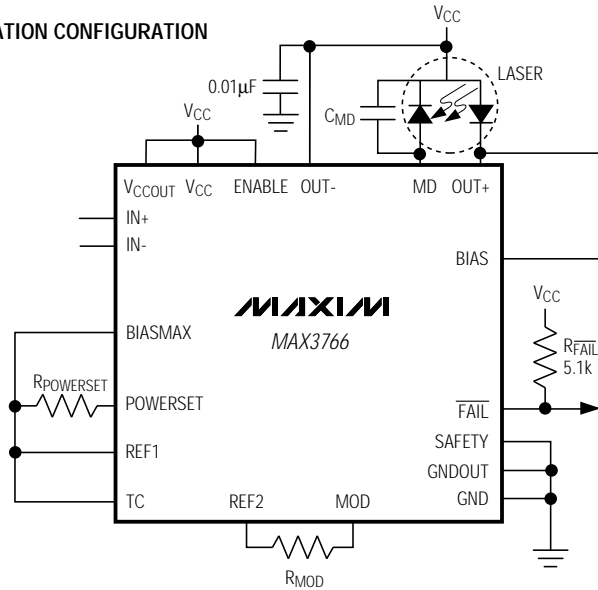 ATION CONFIGURATION
VCC
LASER
0.01μF
CMD
VCC
VCCOUT VCC ENABLE OUT- MD OUT+
IN+
IN-
BIAS
VCC
MAXIM
MAX3766
BIASMAX
RFAIL
5.1k
RPOWERSET
POWERSET
FAIL
SAFETY
REF1
GNDOUT
GND
TC REF2 MOD
RMOD